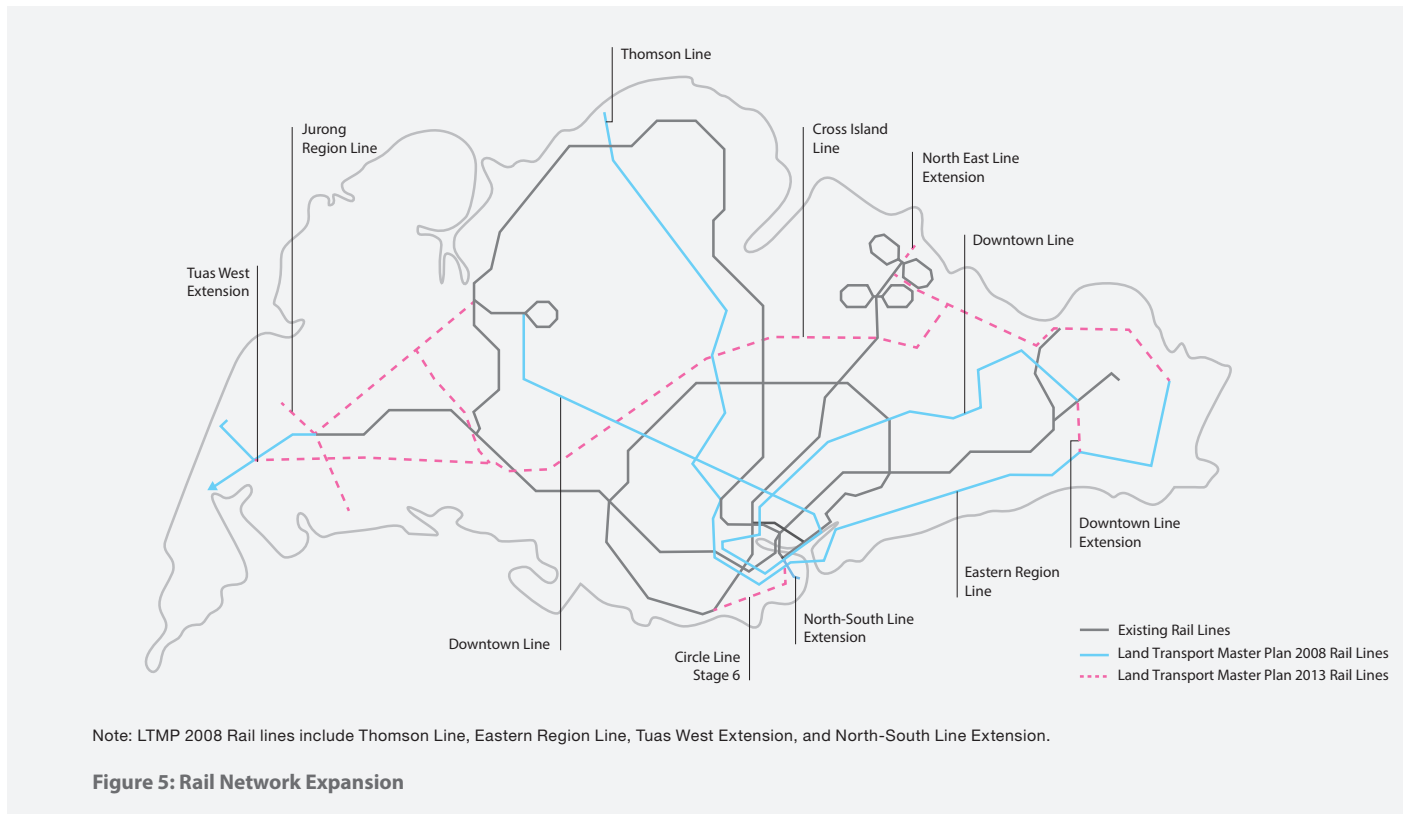 Thomson Line
Jurong
Region Line
Cross Island
Line
North East Line
Extension
Downtown Line
Tuas West
Extension
Downtown Line
Extension
Eastern Region
Line
North-South Line
Extension
Downtown Line
Circle Line
Stage 6
Existing Rail Lines
Land Transport Master Plan 2008 Rail Lines
Land Transport Master Plan 2013 Rail Lines
Note: LTMP 2008 Rail lines include Thomson Line, Eastern Region Line, Tuas West Extension, and North-South Line Extension.
Figure 5: Rail Network Expansion